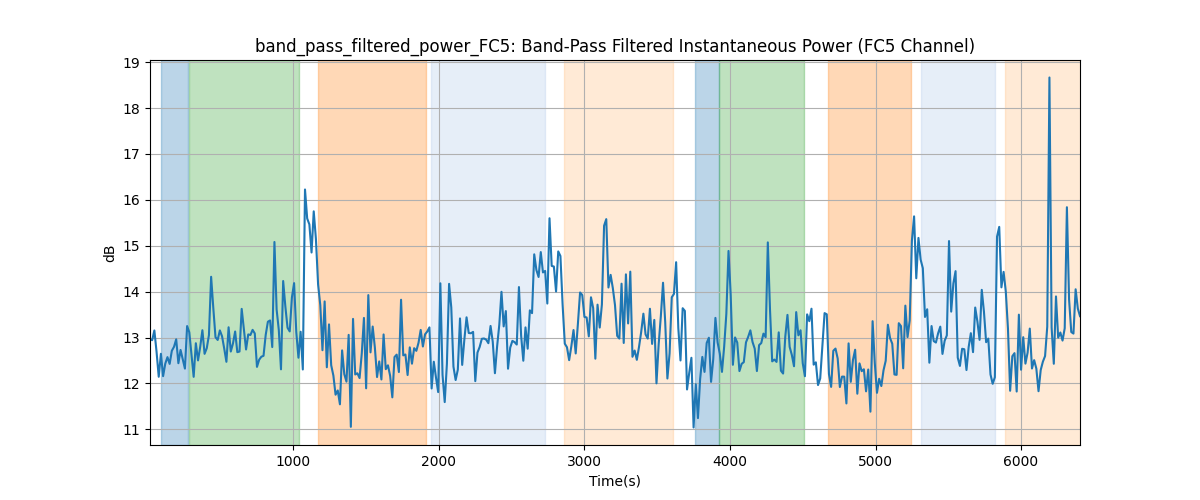 band_pass_filtered_power_FC5: Band-Pass Filtered Instantaneous Power (FC5 Channel)
19
18
17
16
15
14
13
12
11
dB
1000 2000 3000 4000 5000 6000
Time(s)